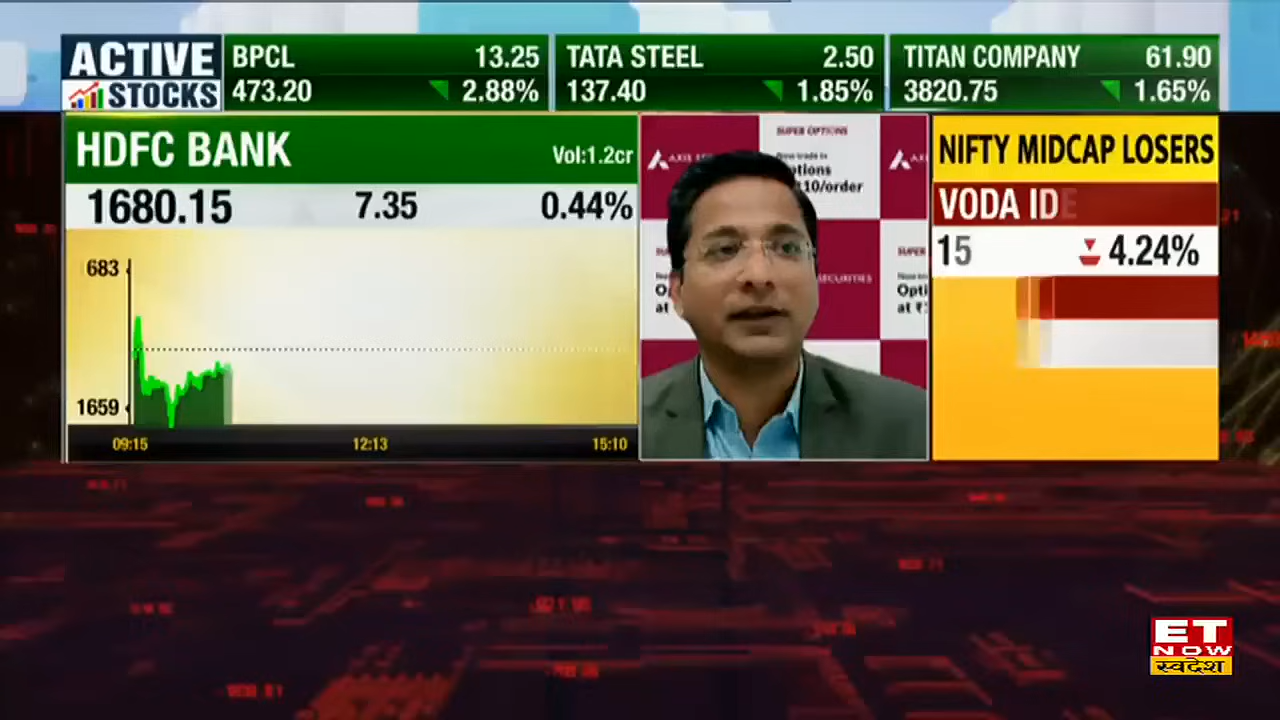 ACTIVE STOCKS
BPCL 13.25
473.20 2.88%
TATA STEEL 2.50
137.40 1.85%
TITAN COMPANY 61.90
3820.75 1.65%
HDFC BANK Vol:1.2cr
1680.15 7.35 0.44%
683
1659
09:15 12:13 15:10
SUPER OPTIONS
10/order
SECURITIES
NIFTY MIDCAP LOSERS
VODA IDE
15 4.24%
ET
NOW
स्वदेश